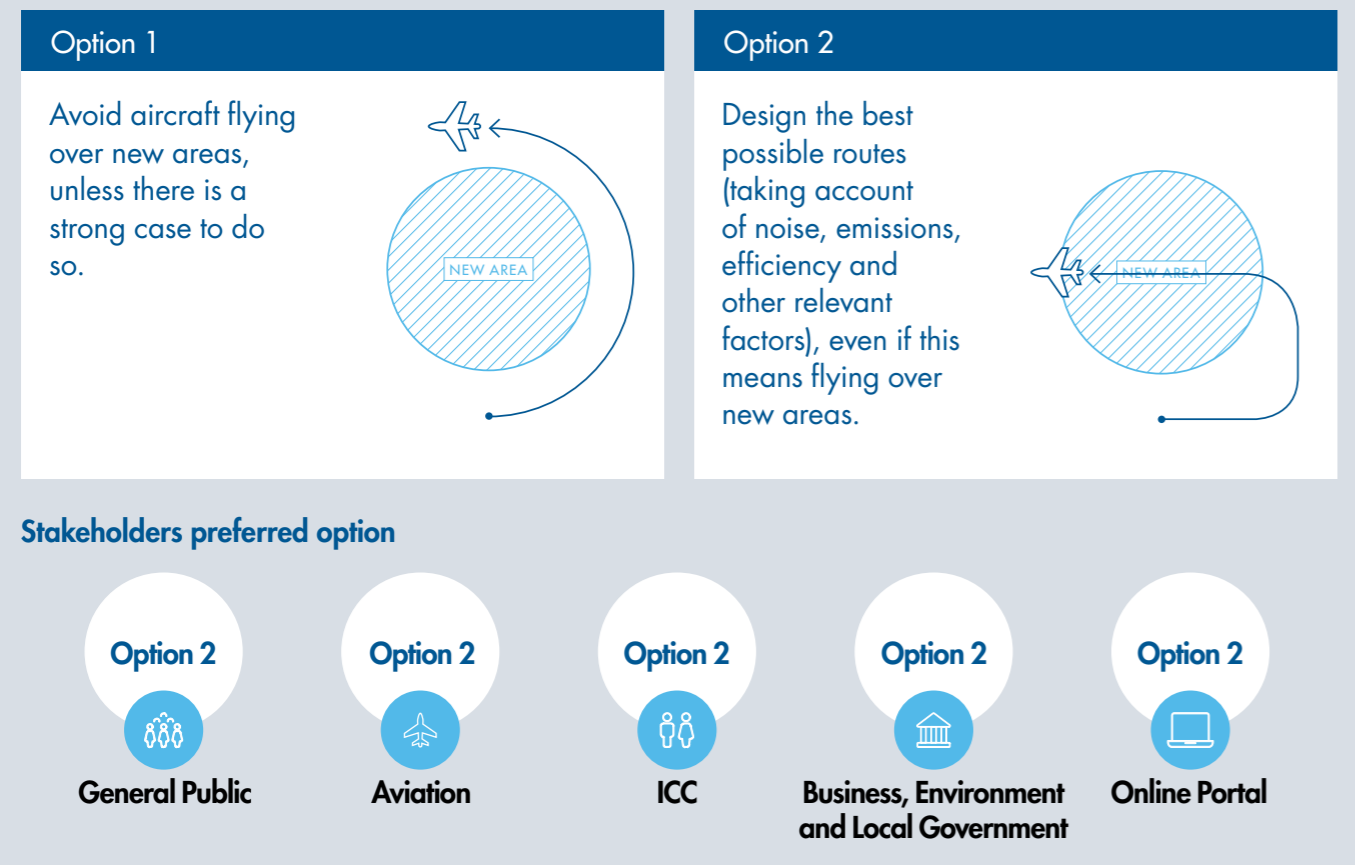 Option 1
Avoid aircraft flying
over new areas,
unless there is a
strong case to do
so.
NEW AREA
Option 2
Design the best
possible routes
(taking account
of noise, emissions,
efficiency and
other relevant
factors), even if this
means flying over
new areas.
NEW AREA
Stakeholders preferred option
Option 2
General Public
Option 2
Aviation
Option 2
ICC
Option 2
Business, Environment
and Local Government
Option 2
Online Portal